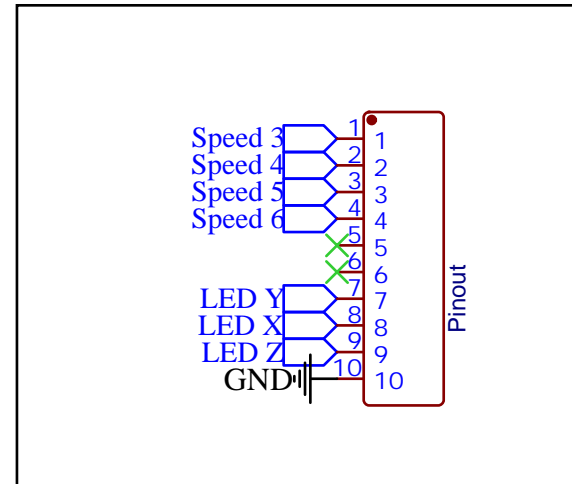 Speed 3 1 1
Speed 4 2 2
Speed 5 3 3
Speed 6 4 4
5 5
6 6
LED Y 7 7
LED X 8 8
LED Z 9 9
GND 10 10
Pinout